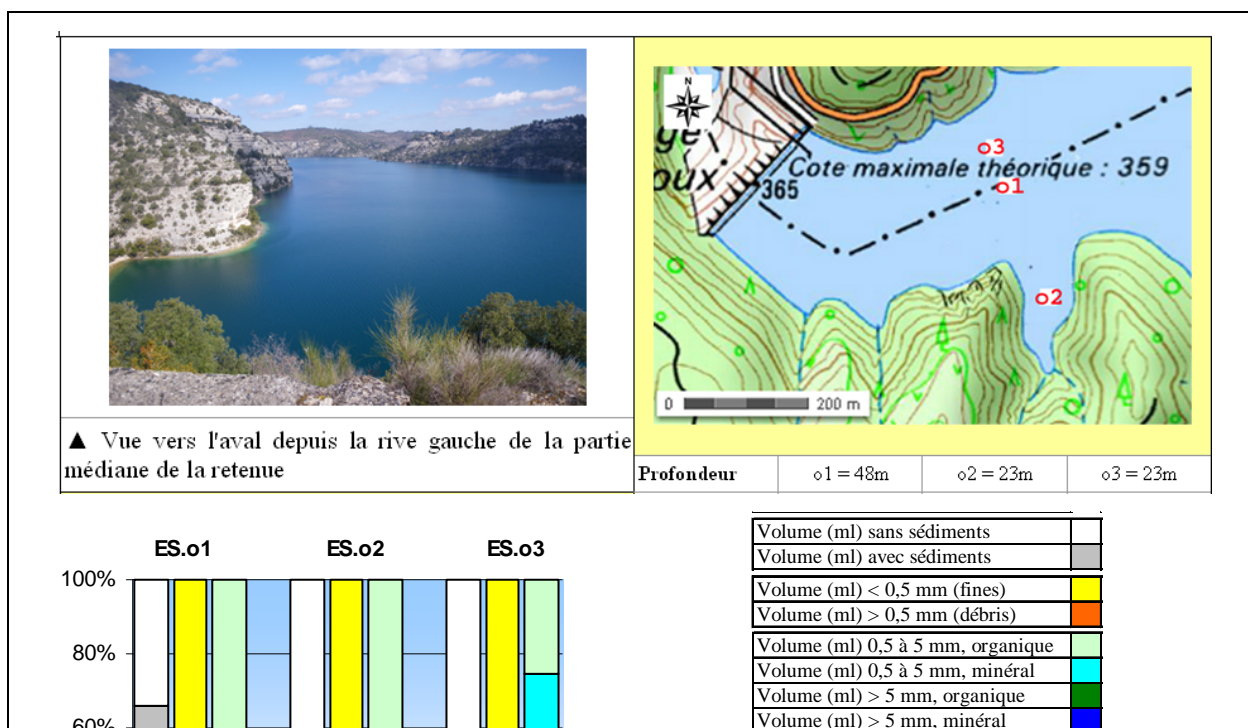 N
ge
oux
365
o3
Cote maximale théorique : 359
o1
o2
0 200 m
▲ Vue vers l'aval depuis la rive gauche de la partie
médiane de la retenue
Profondeur o1 = 48m o2 = 23m o3 = 23m
ES.o1 ES.o2 ES.o3
100%
80%
60%
Volume (ml) sans sédiments
Volume (ml) avec sédiments
Volume (ml) < 0,5 mm (fines)
Volume (ml) > 0,5 mm (débris)
Volume (ml) 0,5 à 5 mm, organique
Volume (ml) 0,5 à 5 mm, minéral
Volume (ml) > 5 mm, organique
Volume (ml) > 5 mm, minéral